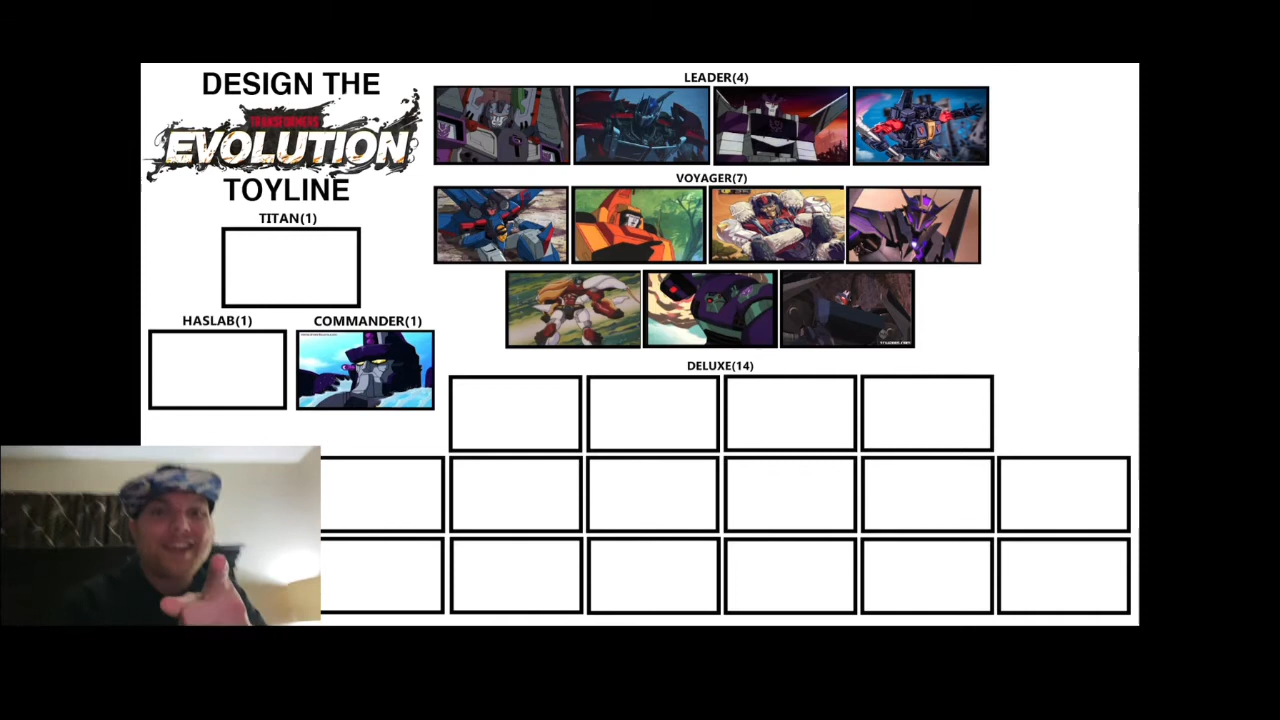 DESIGN THE
TRANSFORMERS
EVOLUTION
TOYLINE
TITAN(1)
HASLAB(1)
COMMANDER(1)
LEADER(4)
VOYAGER(7)
DELUXE(14)